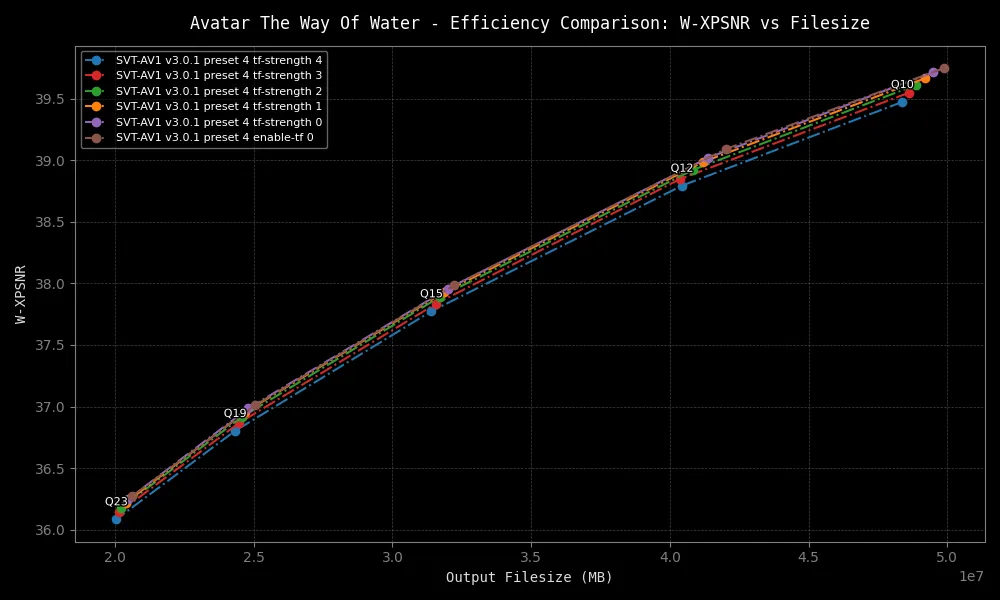 Avatar The Way Of Water - Efficiency Comparison: W-XPSNR vs Filesize
SVT-AV1 v3.0.1 preset 4 tf-strength 4
SVT-AV1 v3.0.1 preset 4 tf-strength 3
SVT-AV1 v3.0.1 preset 4 tf-strength 2
SVT-AV1 v3.0.1 preset 4 tf-strength 1
SVT-AV1 v3.0.1 preset 4 tf-strength 0
SVT-AV1 v3.0.1 preset 4 enable-tf 0
Q10
Q12
Q15
Q19
Q23
39.5
39.0
38.5
38.0
37.5
37.0
36.5
36.0
W-XPSNR
2.0 2.5 3.0 3.5 4.0 4.5 5.0
1e7
Output Filesize (MB)